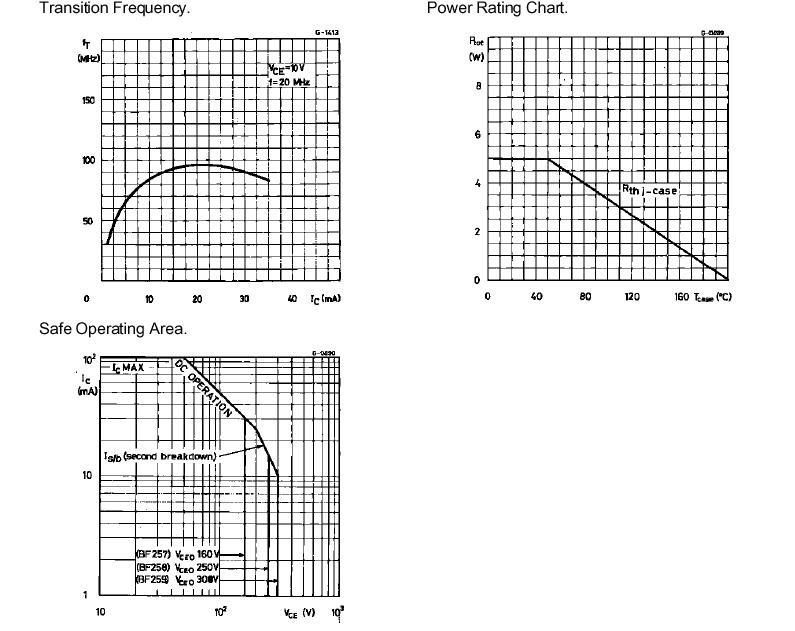 Transition Frequency.
G-1413
fT
(MHz)
VCE=10V
f=20 MHz
150
100
50
0 10 20 30 40 IC(mA)
Power Rating Chart.
Ptot
(W)
8
6
4
Rth j-case
2
0
0 40 80 120 160 Tcase (°C)
Safe Operating Area.
10²
IC MAX
IC
(mA)
DC OPERATION
Is/b (second breakdown)
10
(BF257) VCEO 160V
(BF258) VCEO 250V
(BF259) VCEO 300V
1
10 10² VCE (V) 10³